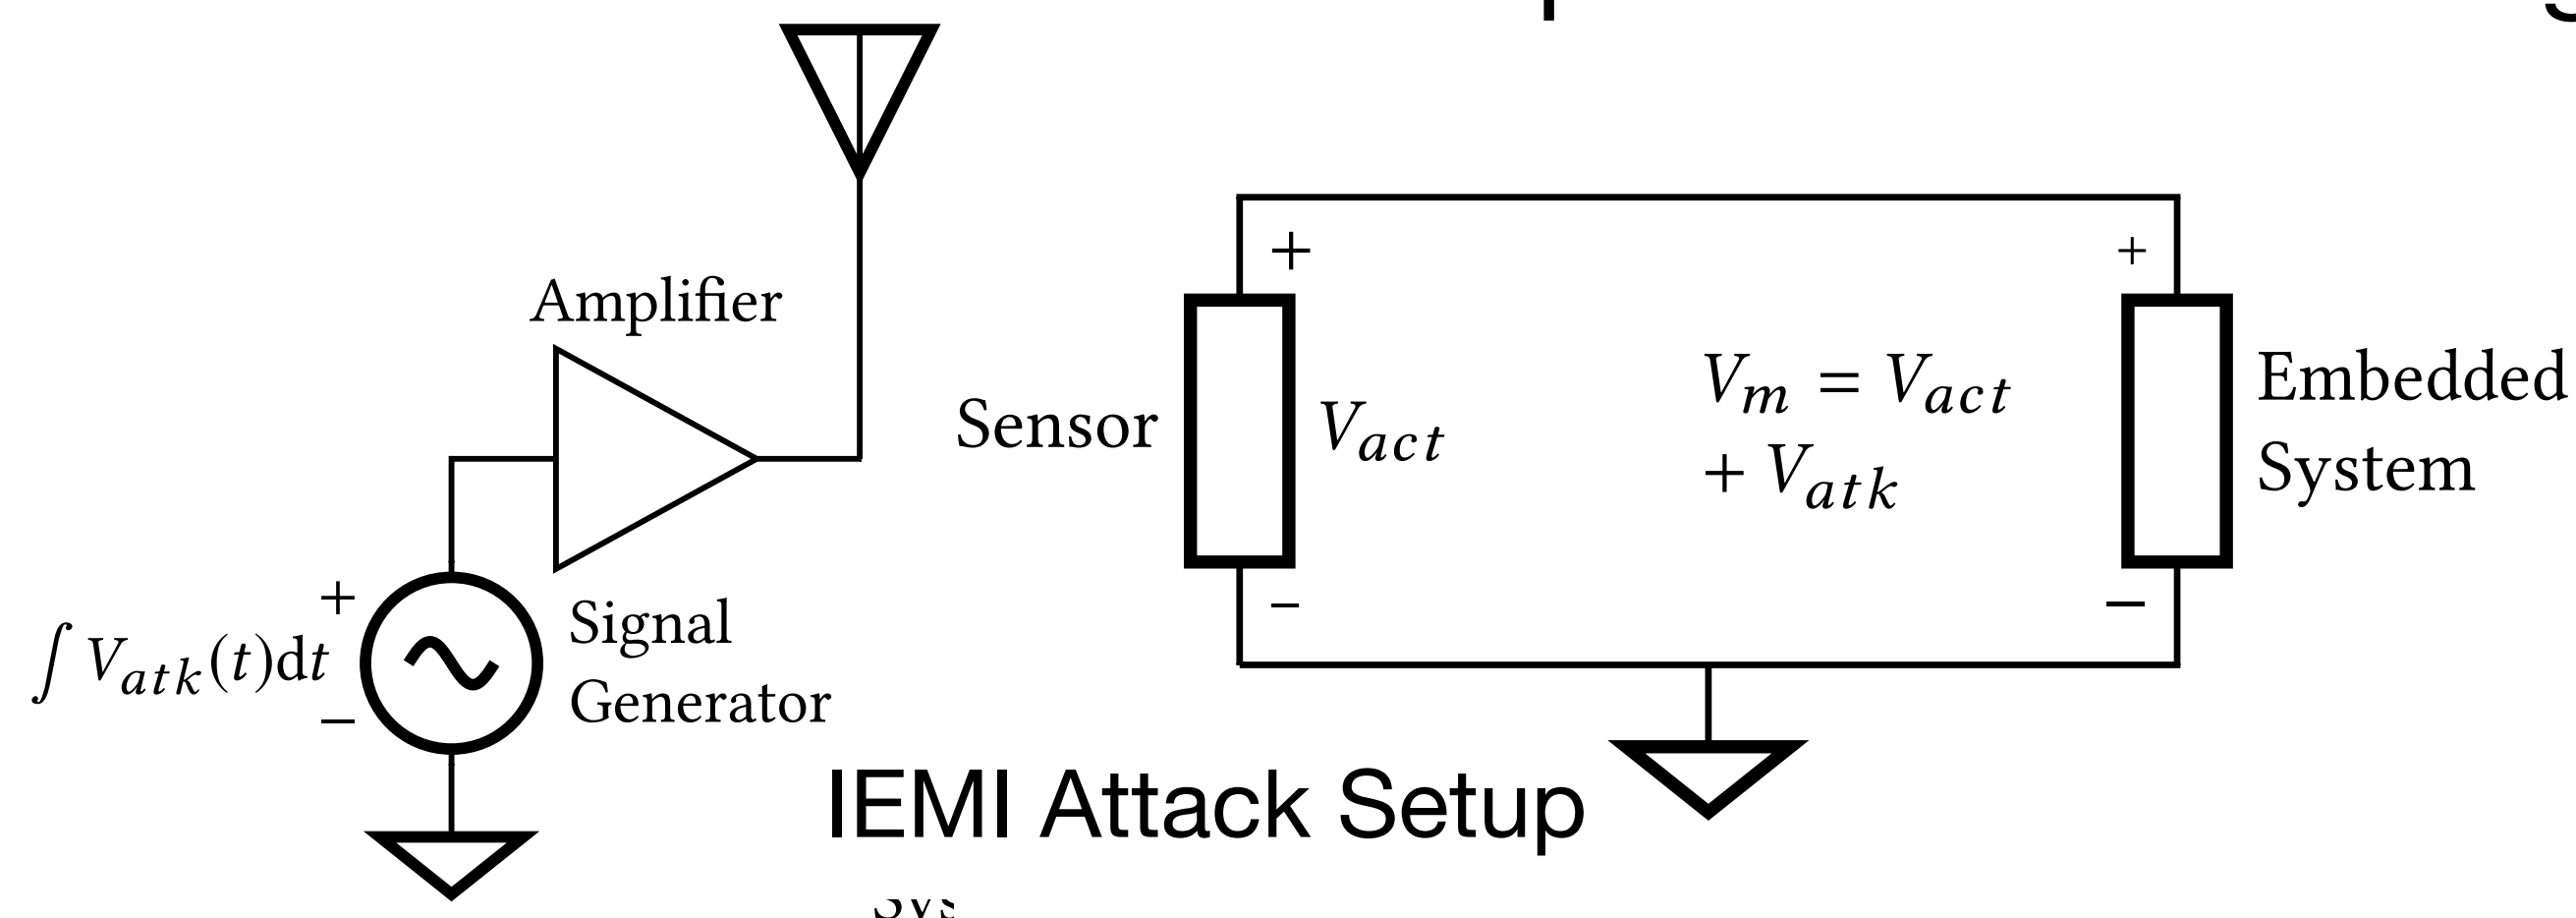 Amplifier
+
∫ V_atk(t)dt
−
Signal
Generator
Sensor
+
V_act
−
V_m = V_act
+ V_atk
+
−
Embedded
System
IEMI Attack Setup